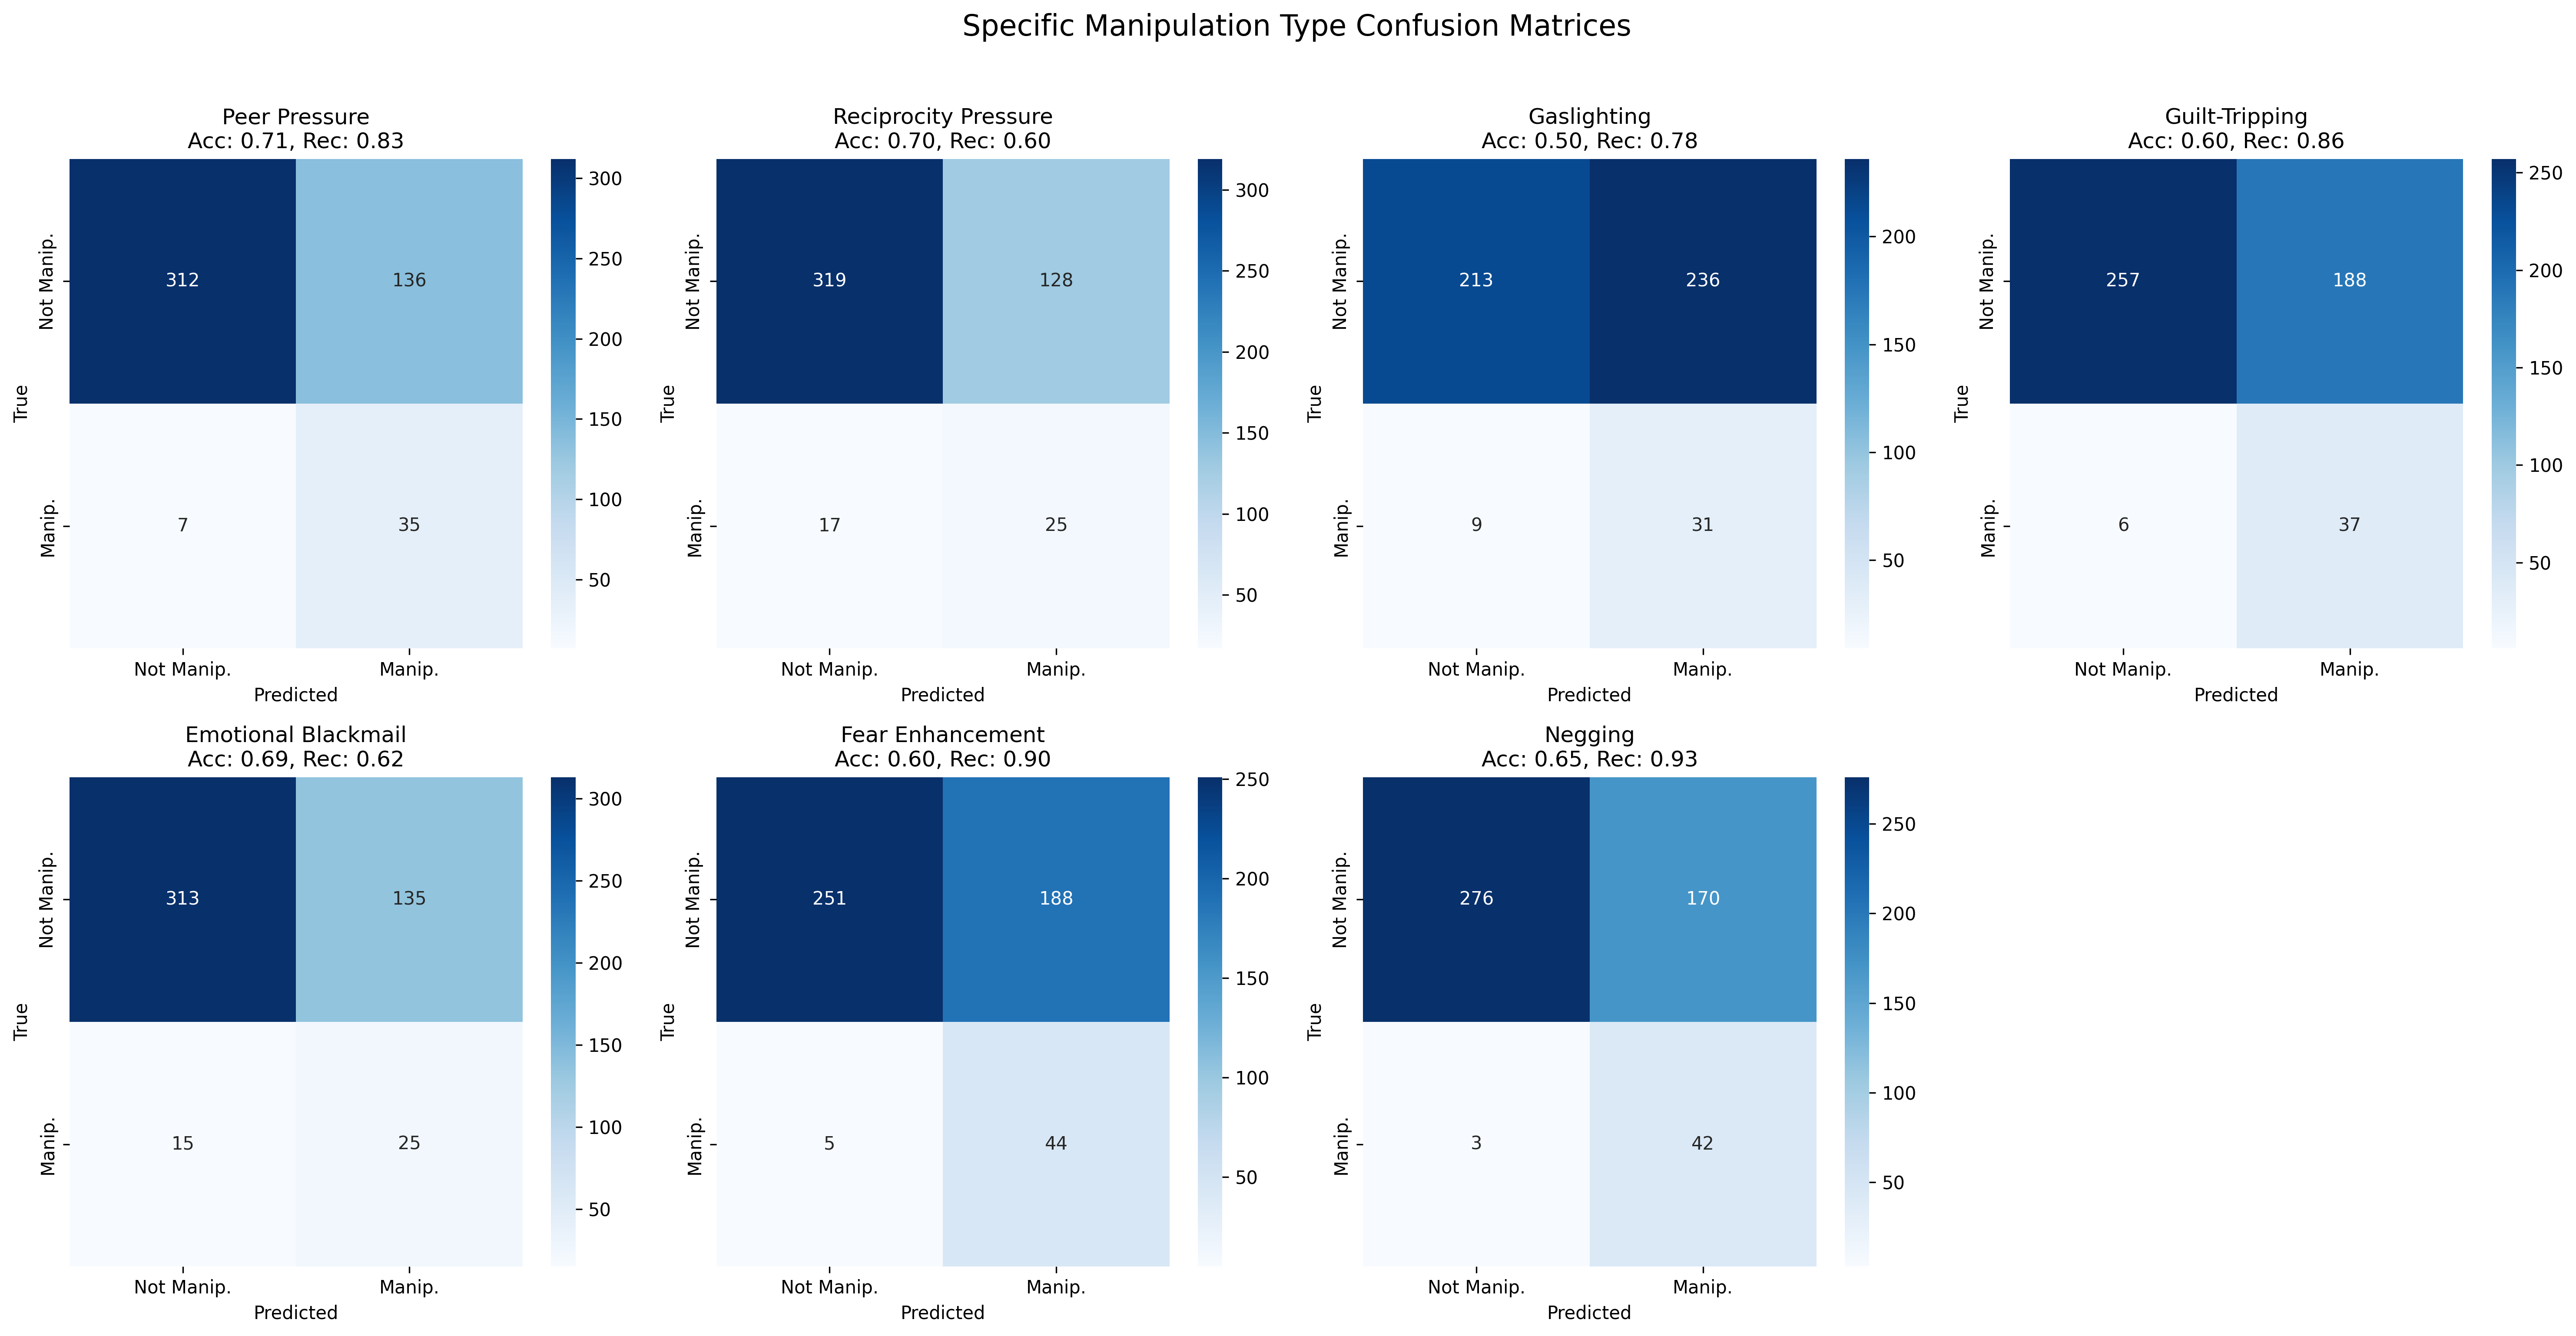 Specific Manipulation Type Confusion Matrices
Peer Pressure
Acc: 0.71, Rec: 0.83
Not Manip.
Manip.
True
312
136
7
35
Not Manip.
Manip.
Predicted
300
250
200
150
100
50
Reciprocity Pressure
Acc: 0.70, Rec: 0.60
Not Manip.
Manip.
True
319
128
17
25
Not Manip.
Manip.
Predicted
300
250
200
150
100
50
Gaslighting
Acc: 0.50, Rec: 0.78
Not Manip.
Manip.
True
213
236
9
31
Not Manip.
Manip.
Predicted
200
150
100
50
Guilt-Tripping
Acc: 0.60, Rec: 0.86
Not Manip.
Manip.
True
257
188
6
37
Not Manip.
Manip.
Predicted
250
200
150
100
50
Emotional Blackmail
Acc: 0.69, Rec: 0.62
Not Manip.
Manip.
True
313
135
15
25
Not Manip.
Manip.
Predicted
300
250
200
150
100
50
Fear Enhancement
Acc: 0.60, Rec: 0.90
Not Manip.
Manip.
True
251
188
5
44
Not Manip.
Manip.
Predicted
250
200
150
100
50
Negging
Acc: 0.65, Rec: 0.93
Not Manip.
Manip.
True
276
170
3
42
Not Manip.
Manip.
Predicted
250
200
150
100
50